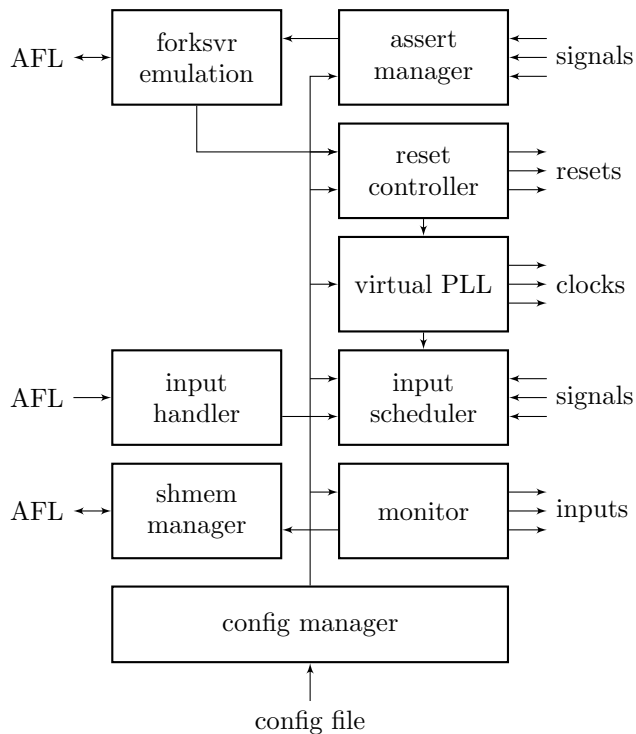 AFL
forksvr
emulation
assert
manager
signals
reset
controller
resets
virtual PLL
clocks
AFL
input
handler
input
scheduler
signals
AFL
shmem
manager
monitor
inputs
config manager
config file